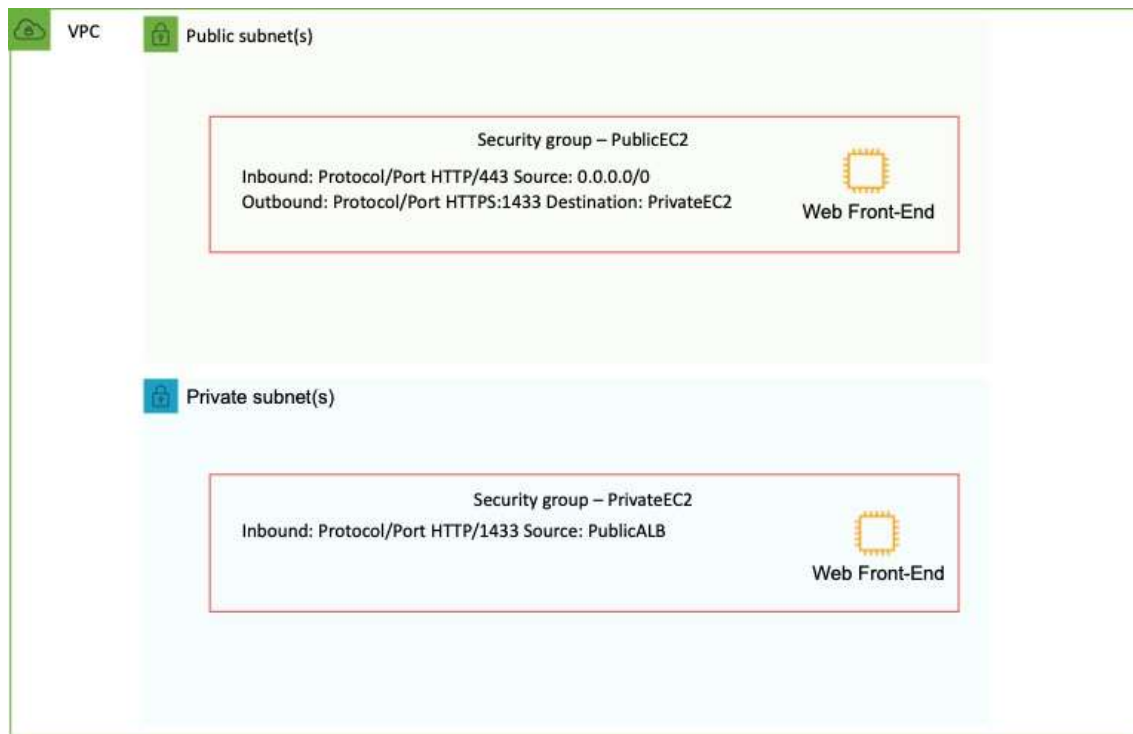 VPC
Public subnet(s)
Security group – PublicEC2
Inbound: Protocol/Port HTTP/443 Source: 0.0.0.0/0
Outbound: Protocol/Port HTTPS:1433 Destination: PrivateEC2
Web Front-End
Private subnet(s)
Security group – PrivateEC2
Inbound: Protocol/Port HTTP/1433 Source: PublicALB
Web Front-End